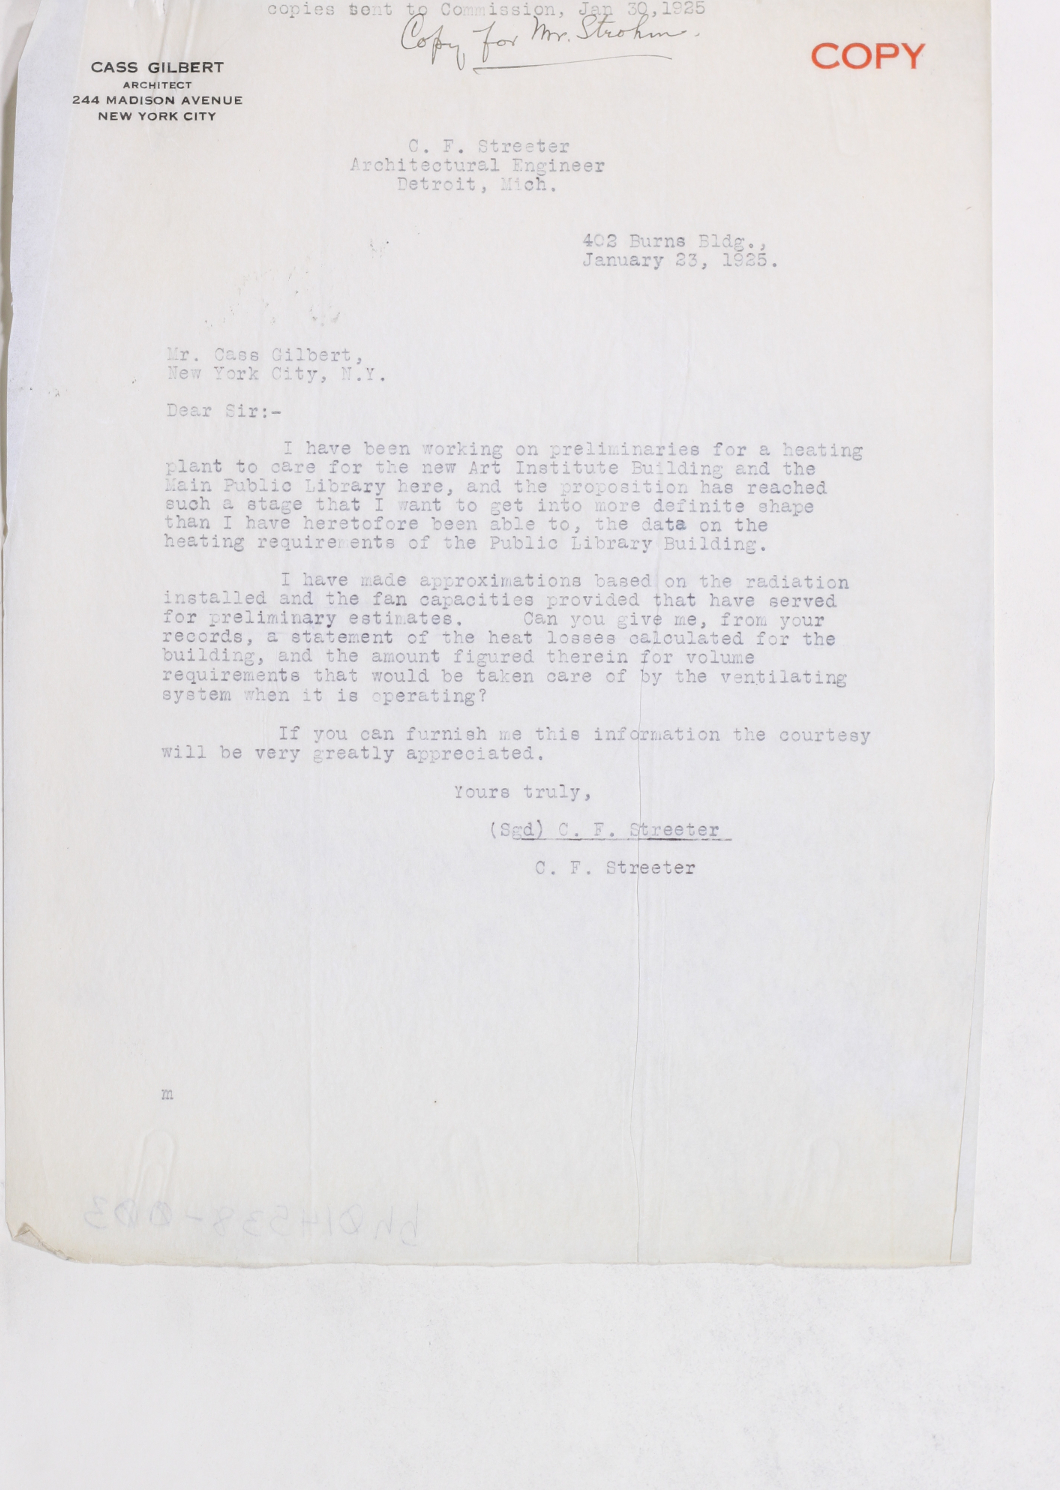 copies sent to Commission, Jan 30,1925
Copy for Mr. Strohm.
COPY
CASS GILBERT
ARCHITECT
244 MADISON AVENUE
NEW YORK CITY
C. F. Streeter
Architectural Engineer
Detroit, Mich.
402 Burns Bldg.,
January 23, 1925.
Mr. Cass Gilbert,
New York City, N.Y.
Dear Sir:-
I have been working on preliminaries for a heating
plant to care for the new Art Institute Building and the
Main Public Library here, and the proposition has reached
such a stage that I want to get into more definite shape
than I have heretofore been able to, the data on the
heating requirements of the Public Library Building.
I have made approximations based on the radiation
installed and the fan capacities provided that have served
for preliminary estimates. Can you give me, from your
records, a statement of the heat losses calculated for the
building, and the amount figured therein for volume
requirements that would be taken care of by the ventilating
system when it is operating?
If you can furnish me this information the courtesy
will be very greatly appreciated.
Yours truly,
(Sgd) C. F. Streeter
C. F. Streeter
m